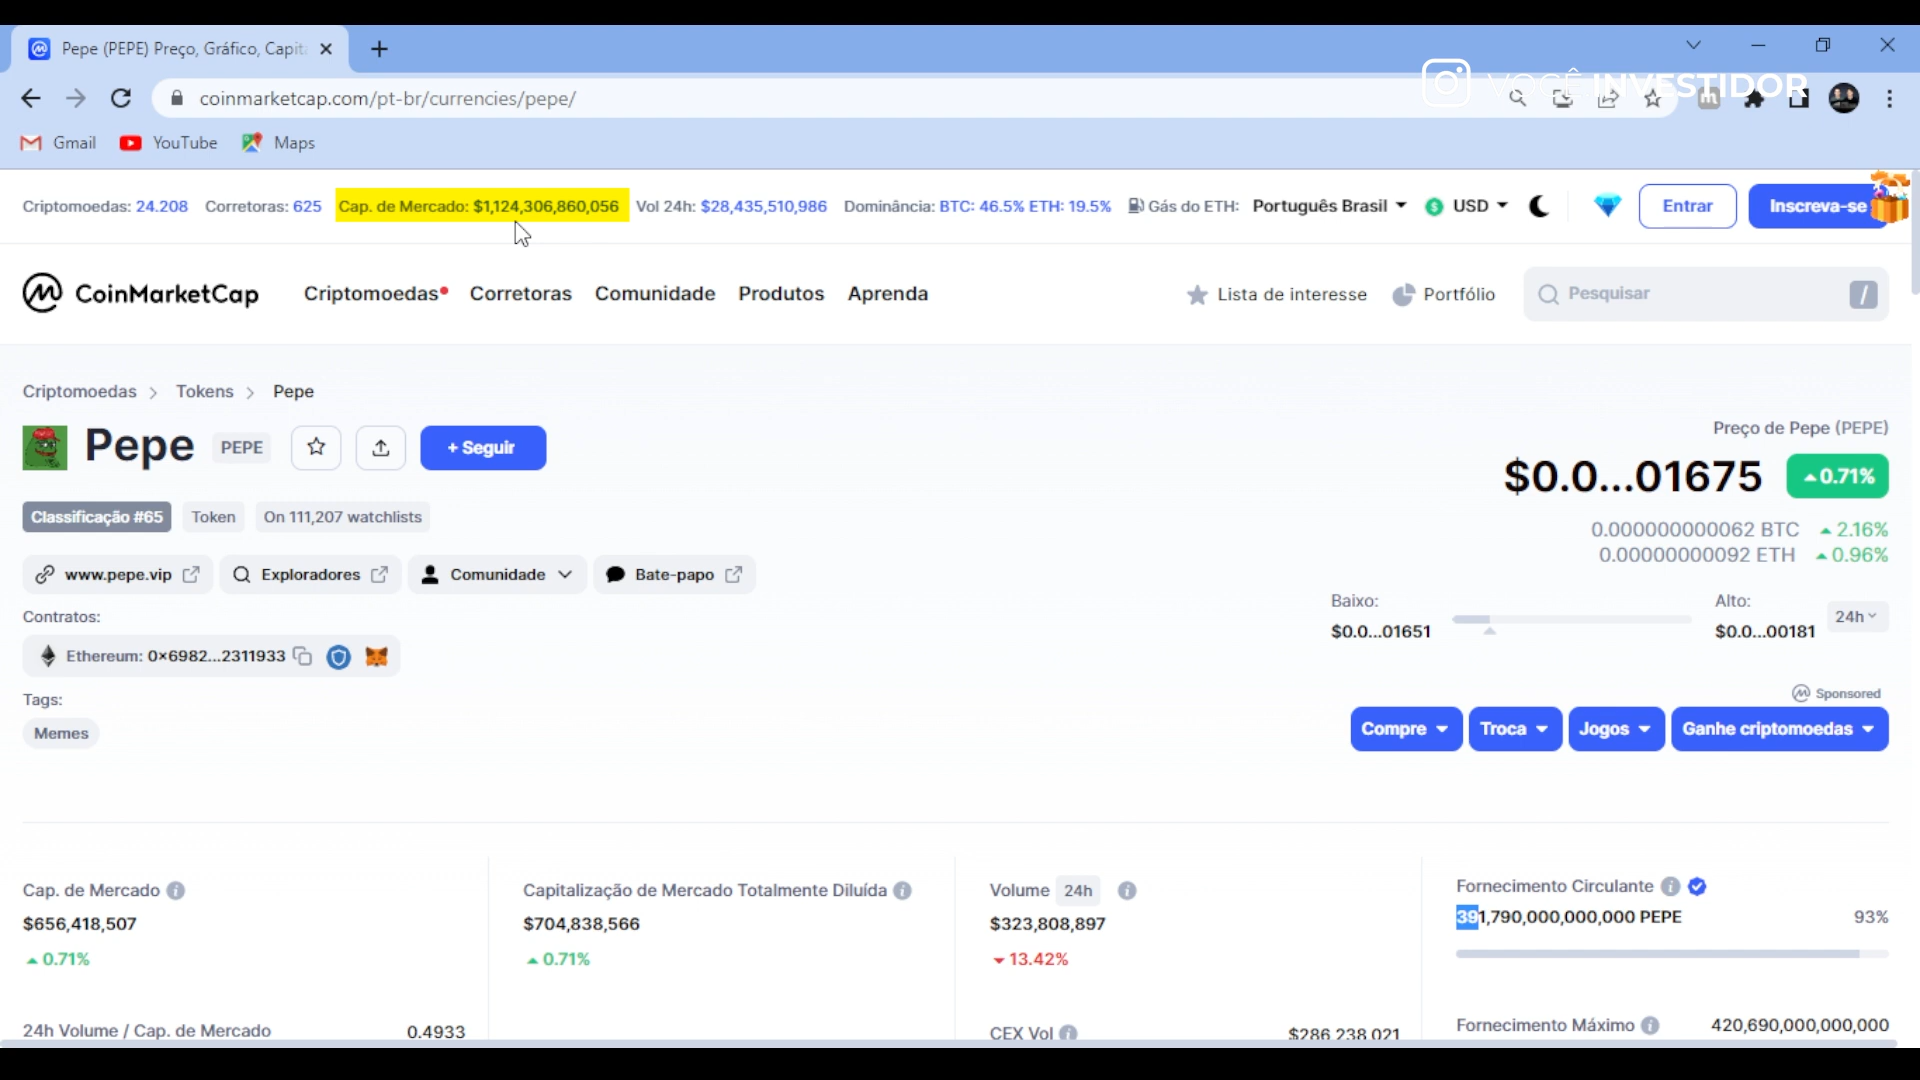 Pepe (PEPE) Preço, Gráfico, Capit
VOCÊ INVESTIDOR
coinmarketcap.com/pt-br/currencies/pepe/
Gmail YouTube Maps
Criptomoedas: 24.208 Corretoras: 625 Cap. de Mercado: $1,124,306,860,056 Vol 24h: $28,435,510,986 Dominância: BTC: 46.5% ETH: 19.5% Gás do ETH: Português Brasil USD Entrar Inscreva-se
CoinMarketCap Criptomoedas Corretoras Comunidade Produtos Aprenda Lista de interesse Portfólio Pesquisar /
Criptomoedas > Tokens > Pepe
Pepe PEPE + Seguir
Preço de Pepe (PEPE)
$0.0...01675 0.71%
Classificação #65 Token On 111,207 watchlists
0.000000000062 BTC 2.16%
0.00000000092 ETH 0.96%
www.pepe.vip Exploradores Comunidade Bate-papo
Baixo: Alto:
$0.0...01651 $0.0...00181 24h
Contratos:
Ethereum: 0x6982...2311933
Tags:
Memes
Sponsored
Compre Troca Jogos Ganhe criptomoedas
Cap. de Mercado
$656,418,507
0.71%
24h Volume / Cap. de Mercado 0.4933
Capitalização de Mercado Totalmente Diluída
$704,838,566
0.71%
Volume 24h
$323,808,897
13.42%
CEX Vol $286,238,021
Fornecimento Circulante
391,790,000,000,000 PEPE 93%
Fornecimento Máximo 420,690,000,000,000